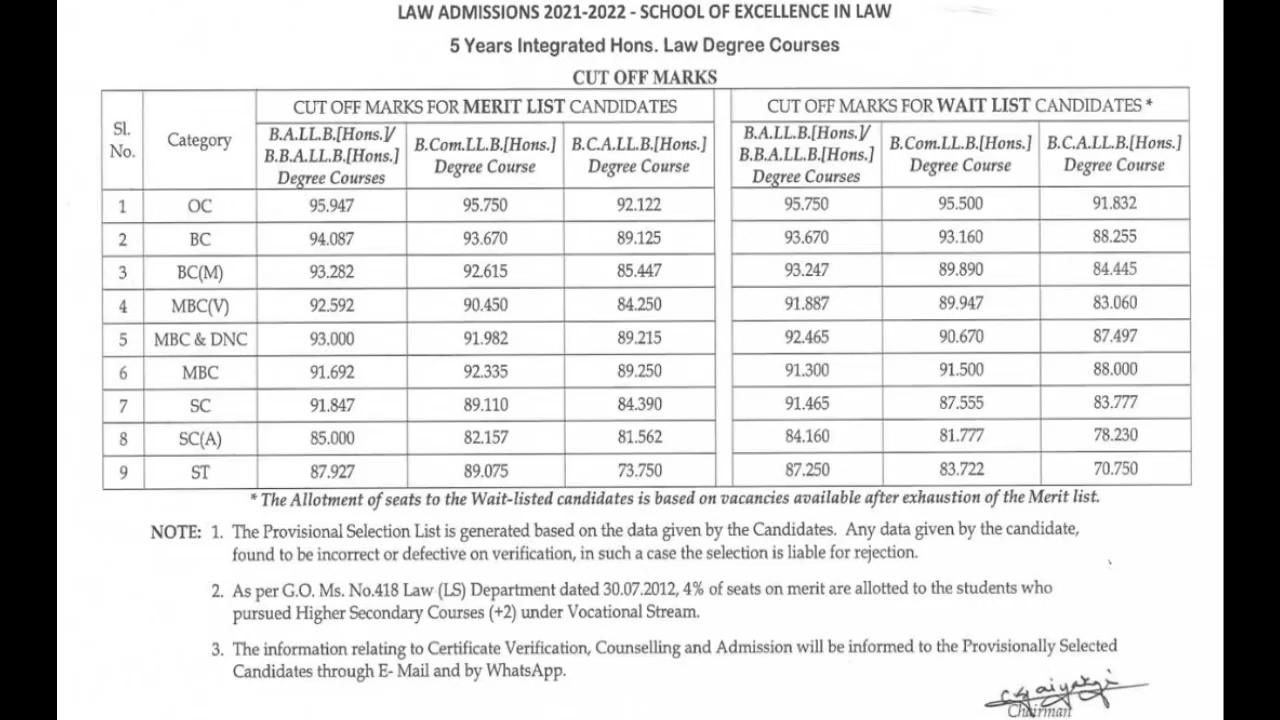 LAW ADMISSIONS 2021-2022 - SCHOOL OF EXCELLENCE IN LAW
5 Years Integrated Hons. Law Degree Courses
CUT OFF MARKS
Sl. No. Category CUT OFF MARKS FOR MERIT LIST CANDIDATES CUT OFF MARKS FOR WAIT LIST CANDIDATES *
B.A.LL.B.[Hons.]/ B.B.A.LL.B.[Hons.] Degree Courses B.Com.LL.B.[Hons.] Degree Course B.C.A.LL.B.[Hons.] Degree Course B.A.LL.B.[Hons.]/ B.B.A.LL.B.[Hons.] Degree Courses B.Com.LL.B.[Hons.] Degree Course B.C.A.LL.B.[Hons.] Degree Course
1 OC 95.947 95.750 92.122 95.750 95.500 91.832
2 BC 94.087 93.670 89.125 93.670 93.160 88.255
3 BC(M) 93.282 92.615 85.447 93.247 89.890 84.445
4 MBC(V) 92.592 90.450 84.250 91.887 89.947 83.060
5 MBC & DNC 93.000 91.982 89.215 92.465 90.670 87.497
6 MBC 91.692 92.335 89.250 91.300 91.500 88.000
7 SC 91.847 89.110 84.390 91.465 87.555 83.777
8 SC(A) 85.000 82.157 81.562 84.160 81.777 78.230
9 ST 87.927 89.075 73.750 87.250 83.722 70.750
* The Allotment of seats to the Wait-listed candidates is based on vacancies available after exhaustion of the Merit list.
NOTE: 1. The Provisional Selection List is generated based on the data given by the Candidates. Any data given by the candidate,
found to be incorrect or defective on verification, in such a case the selection is liable for rejection.
2. As per G.O. Ms. No.418 Law (LS) Department dated 30.07.2012, 4% of seats on merit are allotted to the students who
pursued Higher Secondary Courses (+2) under Vocational Stream.
3. The information relating to Certificate Verification, Counselling and Admission will be informed to the Provisionally Selected
Candidates through E- Mail and by WhatsApp.
Chairman